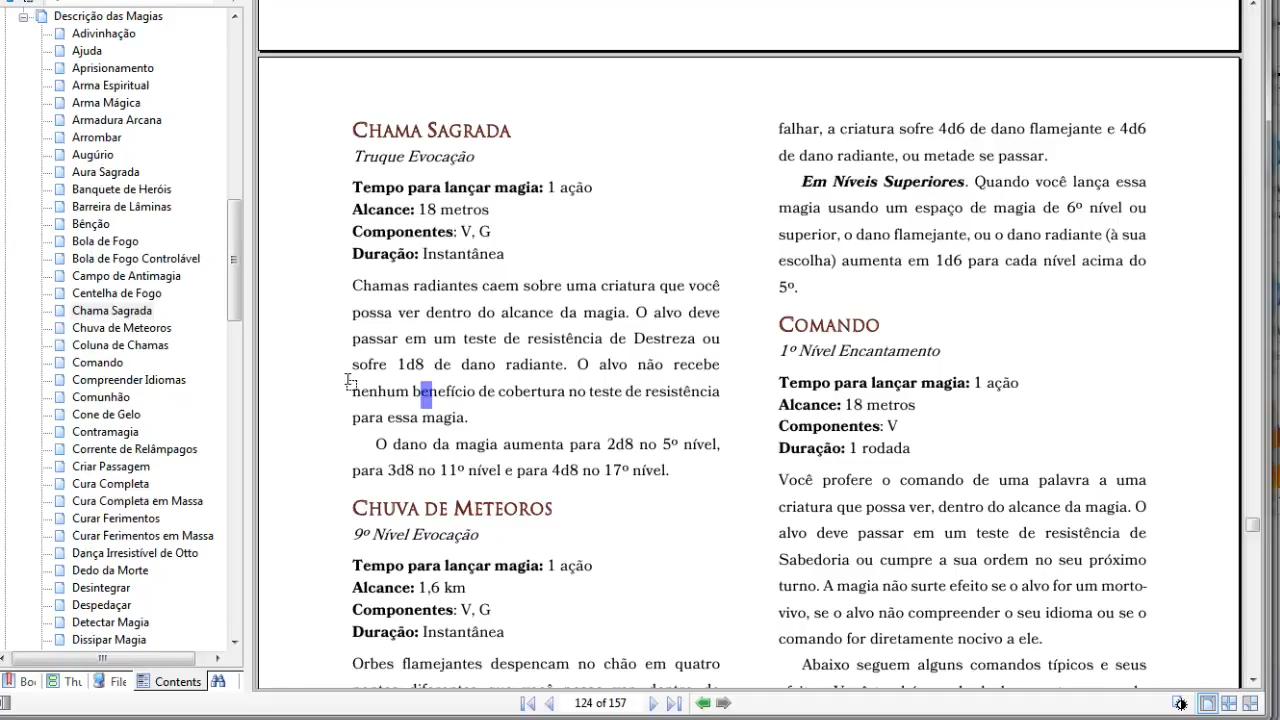 Descrição das Magias
Adivinhação
Ajuda
Aprisionamento
Arma Espiritual
Arma Mágica
Armadura Arcana
Arrombar
Augúrio
Aura Sagrada
Banquete de Heróis
Barreira de Lâminas
Bênção
Bola de Fogo
Bola de Fogo Controlável
Campo de Antimagia
Centelha de Fogo
Chama Sagrada
Chuva de Meteoros
Coluna de Chamas
Comando
Compreender Idiomas
Comunhão
Cone de Gelo
Contramagia
Corrente de Relâmpagos
Criar Passagem
Cura Completa
Cura Completa em Massa
Curar Ferimentos
Curar Ferimentos em Massa
Dança Irresistível de Otto
Dedo da Morte
Desintegrar
Despedaçar
Detectar Magia
Dissipar Magia
Contents
CHAMA SAGRADA
Truque Evocação
Tempo para lançar magia: 1 ação
Alcance: 18 metros
Componentes: V, G
Duração: Instantânea
Chamas radiantes caem sobre uma criatura que você
possa ver dentro do alcance da magia. O alvo deve
passar em um teste de resistência de Destreza ou
sofre 1d8 de dano radiante. O alvo não recebe
nenhum benefício de cobertura no teste de resistência
para essa magia.
O dano da magia aumenta para 2d8 no 5º nível,
para 3d8 no 11º nível e para 4d8 no 17º nível.
CHUVA DE METEOROS
9º Nível Evocação
Tempo para lançar magia: 1 ação
Alcance: 1,6 km
Componentes: V, G
Duração: Instantânea
Orbes flamejantes despencam no chão em quatro
falhar, a criatura sofre 4d6 de dano flamejante e 4d6
de dano radiante, ou metade se passar.
Em Níveis Superiores. Quando você lança essa
magia usando um espaço de magia de 6º nível ou
superior, o dano flamejante, ou o dano radiante (à sua
escolha) aumenta em 1d6 para cada nível acima do
5º.
COMANDO
1º Nível Encantamento
Tempo para lançar magia: 1 ação
Alcance: 18 metros
Componentes: V
Duração: 1 rodada
Você profere o comando de uma palavra a uma
criatura que possa ver, dentro do alcance da magia. O
alvo deve passar em um teste de resistência de
Sabedoria ou cumpre a sua ordem no seu próximo
turno. A magia não surte efeito se o alvo for um morto-
vivo, se o alvo não compreender o seu idioma ou se o
comando for diretamente nocivo a ele.
Abaixo seguem alguns comandos típicos e seus
124 of 157